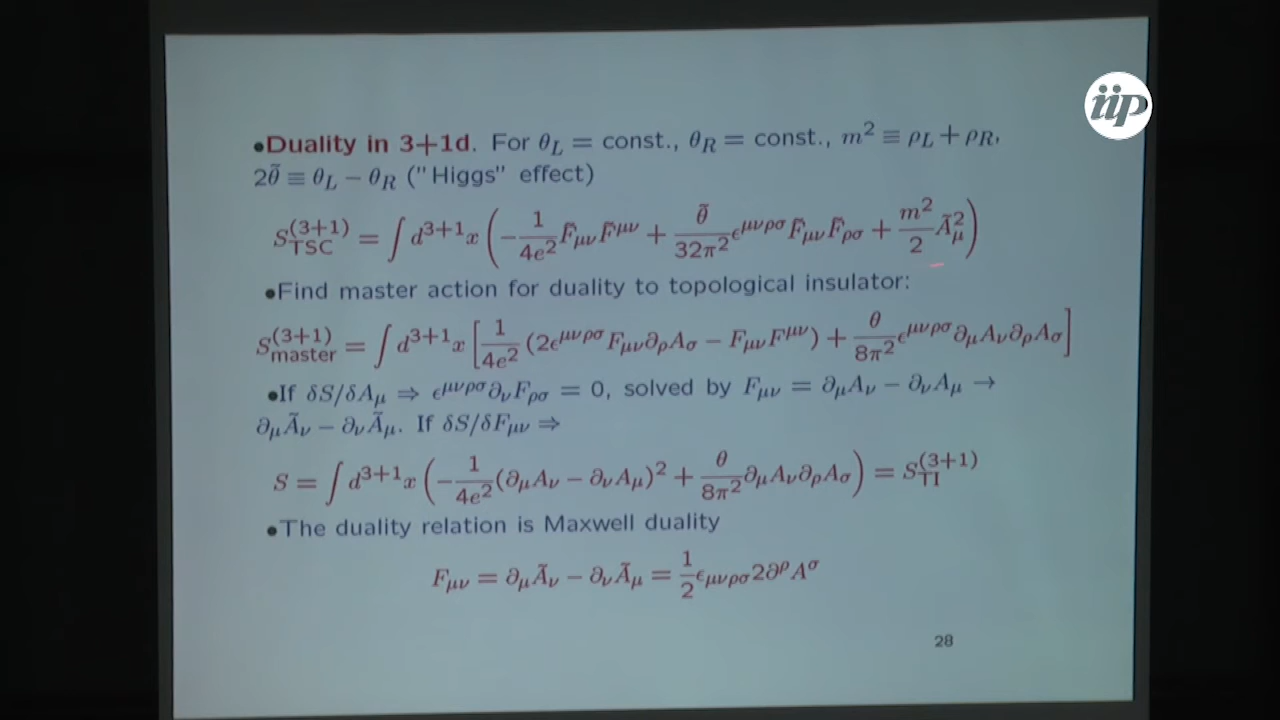 iip
•Duality in 3+1d. For θ_L = const., θ_R = const., m² ≡ ρ_L + ρ_R,
2θ̃ ≡ θ_L − θ_R ("Higgs" effect)
S_TSC^(3+1) = ∫ d^{3+1}x ( −1/4e² F̃_μν F̃^μν + θ̃/32π² ϵ^μνρσ F̃_μν F̃_ρσ + m²/2 Ã_μ² )
•Find master action for duality to topological insulator:
S_master^(3+1) = ∫ d^{3+1}x [ 1/4e² (2ϵ^μνρσ F_μν ∂_ρ A_σ − F_μν F^μν) + θ/8π² ϵ^μνρσ ∂_μ A_ν ∂_ρ A_σ ]
•If δS/δA_μ ⇒ ϵ^μνρσ ∂_ν F_ρσ = 0, solved by F_μν = ∂_μ A_ν − ∂_ν A_μ →
∂_μ Ã_ν − ∂_ν Ã_μ. If δS/δF_μν ⇒
S = ∫ d^{3+1}x ( −1/4e² (∂_μ A_ν − ∂_ν A_μ)² + θ/8π² ∂_μ A_ν ∂_ρ A_σ ) = S_TI^(3+1)
•The duality relation is Maxwell duality
F_μν = ∂_μ Ã_ν − ∂_ν Ã_μ = 1/2 ϵ_μνρσ 2∂^ρ A^σ
28